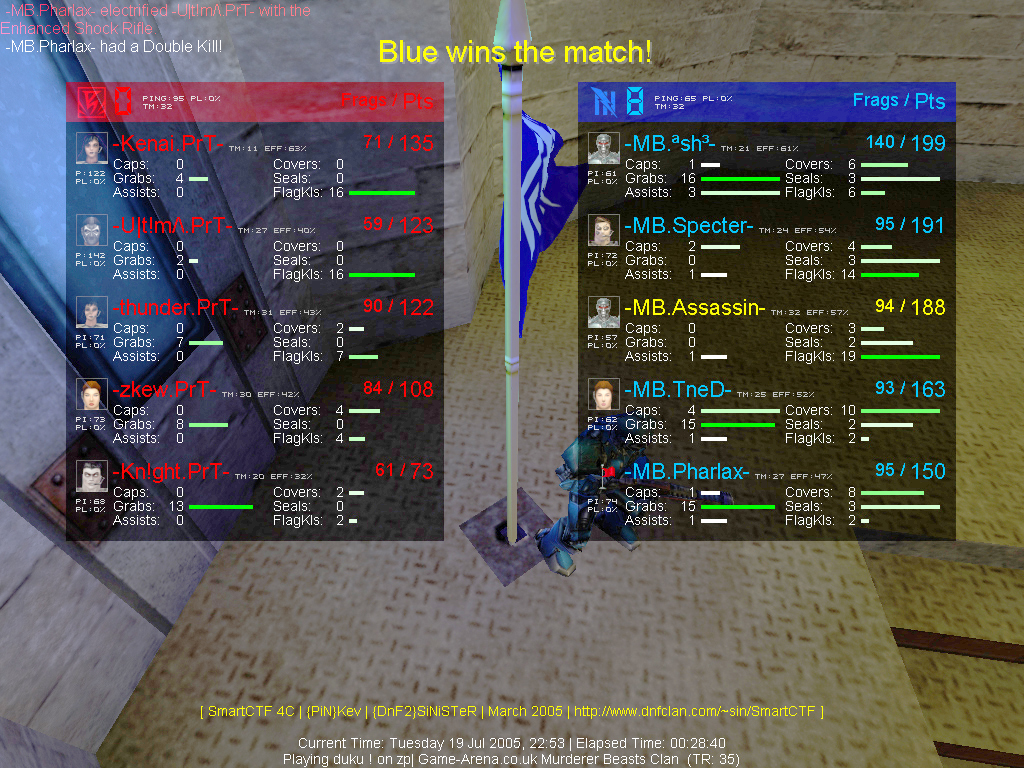 -MB.Pharlax- electrified -U|t!m/\.PrT- with the
Enhanced Shock Rifle
-MB.Pharlax- had a Double Kill!
Blue wins the match!
0 PING:95 PL:0% TM:32 Frags / Pts
-Kenai.PrT- TM:11 EFF:63% 71 / 135
P:122 PL:0%
Caps: 0 Covers: 0
Grabs: 4 Seals: 0
Assists: 0 FlagKls: 16
-U|t!m/\.PrT- TM:27 EFF:40% 59 / 123
P:142 PL:0%
Caps: 0 Covers: 0
Grabs: 2 Seals: 0
Assists: 0 FlagKls: 16
-thunder.PrT- TM:31 EFF:43% 90 / 122
PI:71 PL:0%
Caps: 0 Covers: 2
Grabs: 7 Seals: 0
Assists: 0 FlagKls: 7
-zkew.PrT- TM:30 EFF:42% 84 / 108
PI:73 PL:0%
Caps: 0 Covers: 4
Grabs: 8 Seals: 0
Assists: 0 FlagKls: 4
-Kn!ght.PrT- TM:20 EFF:32% 61 / 73
PI:68 PL:0%
Caps: 0 Covers: 2
Grabs: 13 Seals: 0
Assists: 0 FlagKls: 2
8 PING:65 PL:0% TM:32 Frags / Pts
-MB.ªsh³- TM:21 EFF:61% 140 / 199
PI:61 PL:0%
Caps: 1 Covers: 6
Grabs: 16 Seals: 3
Assists: 3 FlagKls: 6
-MB.Specter- TM:24 EFF:54% 95 / 191
PI:72 PL:0%
Caps: 2 Covers: 4
Grabs: 0 Seals: 3
Assists: 1 FlagKls: 14
-MB.Assassin- TM:32 EFF:57% 94 / 188
PI:57 PL:0%
Caps: 0 Covers: 3
Grabs: 0 Seals: 2
Assists: 1 FlagKls: 19
-MB.TneD- TM:25 EFF:52% 93 / 163
PI:62 PL:0%
Caps: 4 Covers: 10
Grabs: 15 Seals: 2
Assists: 1 FlagKls: 2
-MB.Pharlax- TM:27 EFF:47% 95 / 150
PI:74 PL:0%
Caps: 1 Covers: 8
Grabs: 15 Seals: 3
Assists: 1 FlagKls: 2
[ SmartCTF 4C | {PiN}Kev | {DnF2}SiNiSTeR | March 2005 | http://www.dnfclan.com/~sin/SmartCTF ]
Current Time: Tuesday 19 Jul 2005, 22:53 | Elapsed Time: 00:28:40
Playing duku ! on zp| Game-Arena.co.uk Murderer Beasts Clan (TR: 35)